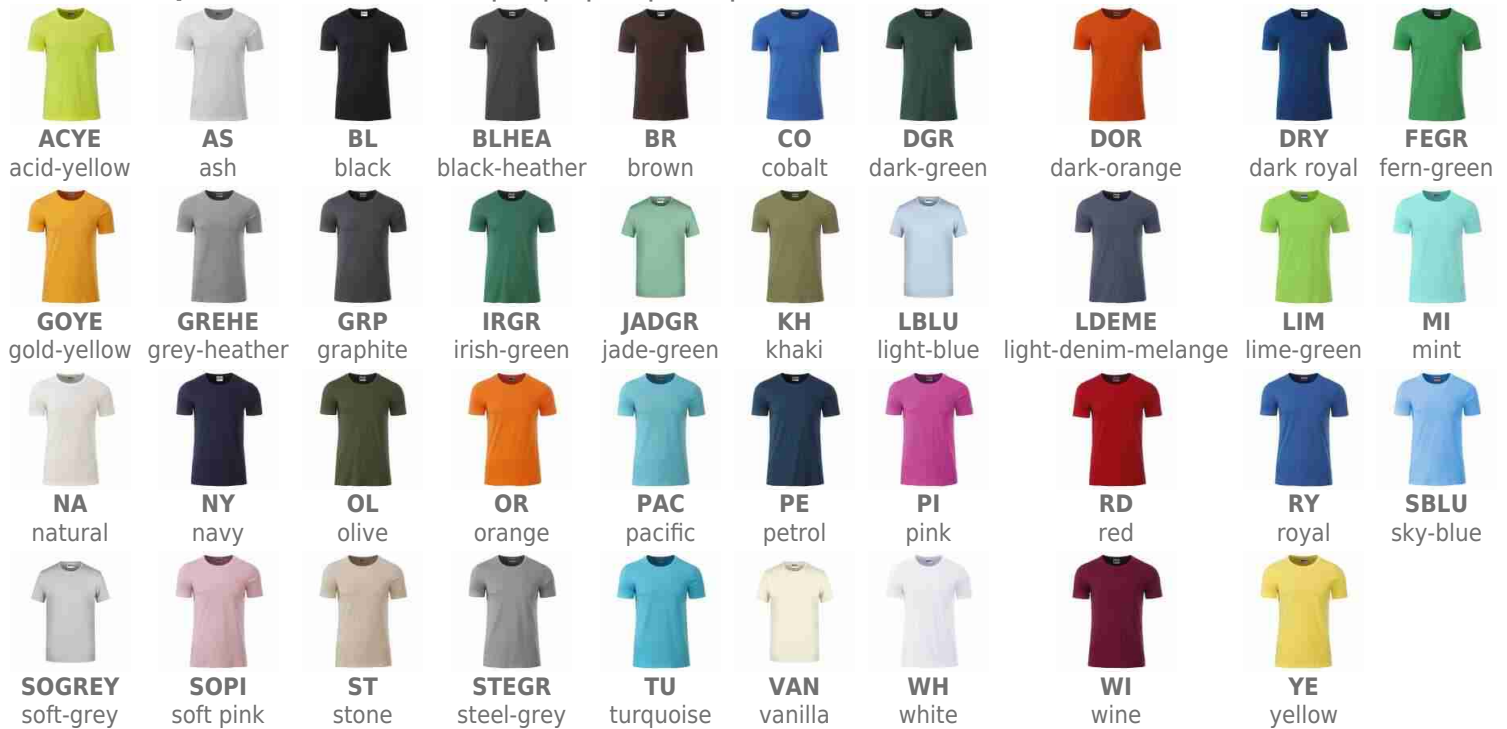 ACYE AS BL BLHEA BR CO DGR DOR DRY FEGR
acid-yellow ash black black-heather brown cobalt dark-green dark-orange dark royal fern-green
GOYE GREHE GRP IRGR JADGR KH LBLU LDEME LIM MI
gold-yellow grey-heather graphite irish-green jade-green khaki light-blue light-denim-melange lime-green mint
NA NY OL OR PAC PE PI RD RY SBLU
natural navy olive orange pacific petrol pink red royal sky-blue
SOGREY SOPI ST STEGR TU VAN WH WI YE
soft-grey soft pink stone steel-grey turquoise vanilla white wine yellow